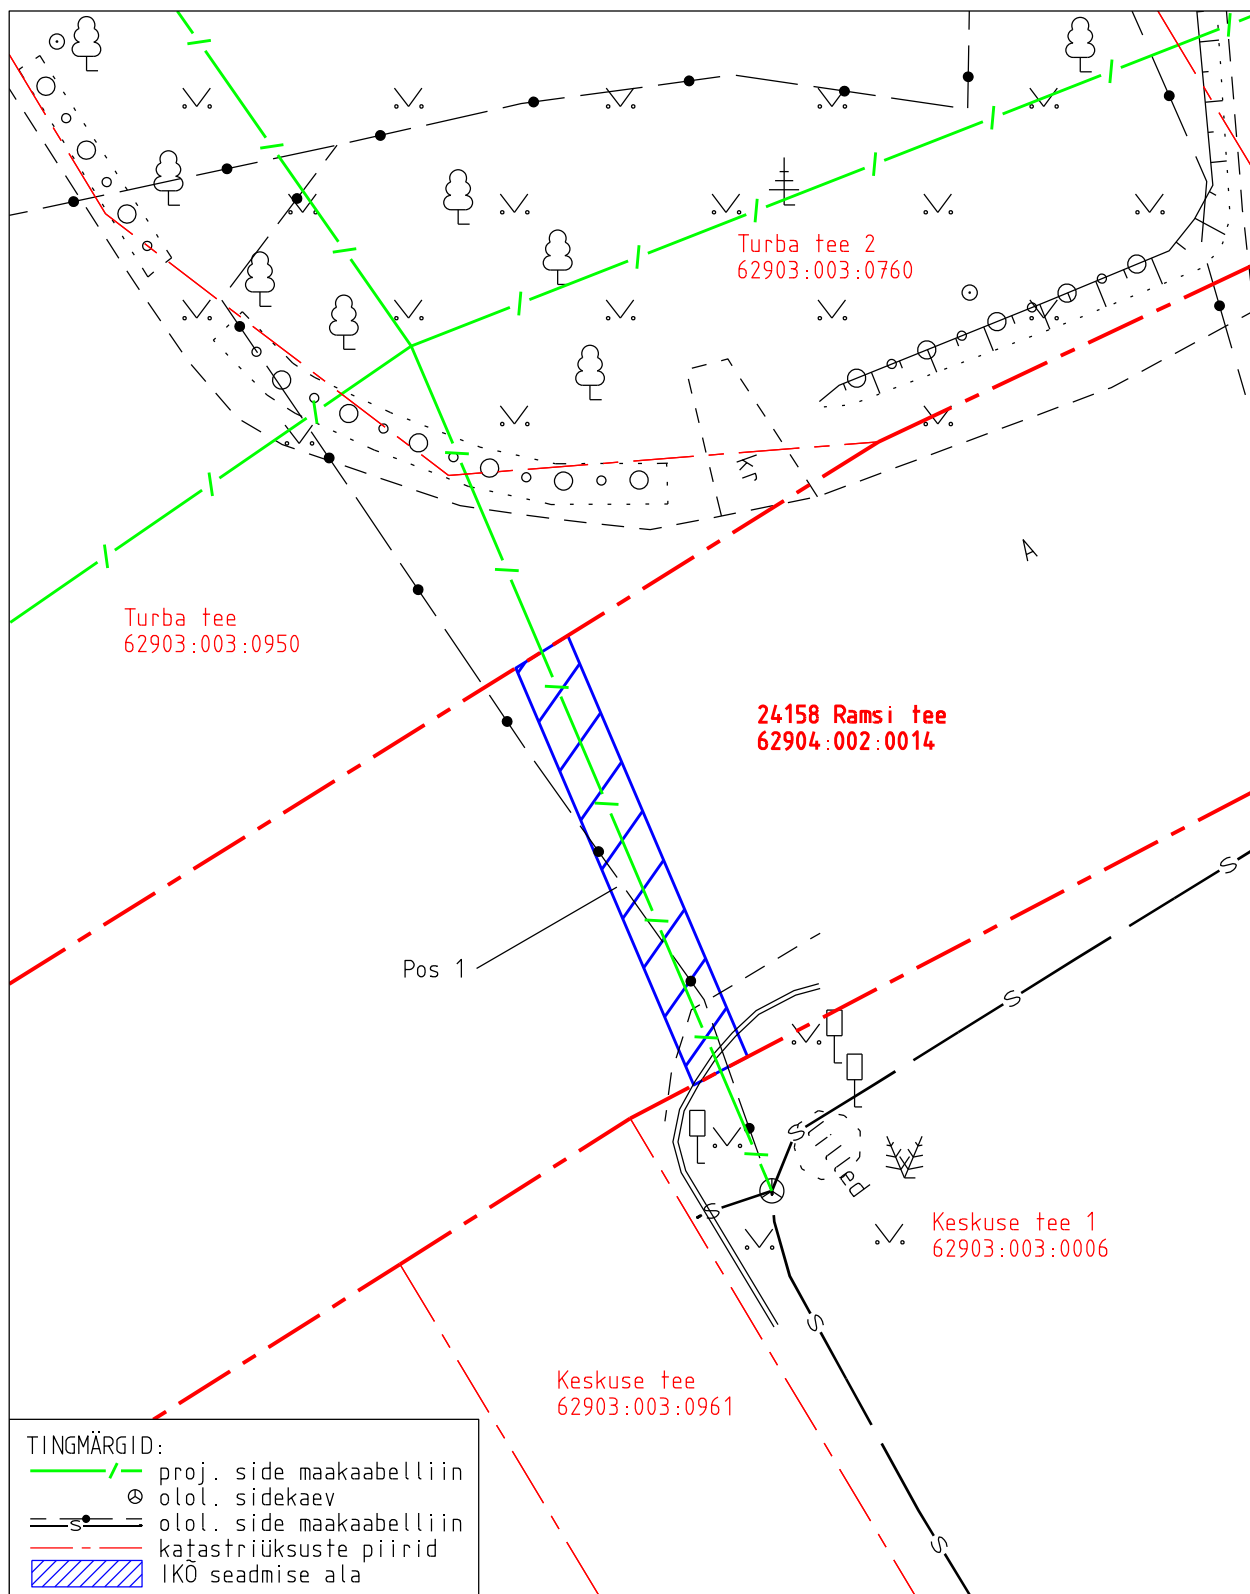 Turba tee 2
62903:003:0760
kr
A
Turba tee
62903:003:0950
24158 Ramsi tee
62904:002:0014
S
Pos 1
S
S
lilled
S
Keskuse tee 1
62903:003:0006
S
Keskuse tee
62903:003:0961
S
TINGMÄRGID:
proj. side maakaabelliin
olol. sidekaev
S
olol. side maakaabelliin
katastriüksuste piirid
IKÕ seadmise ala